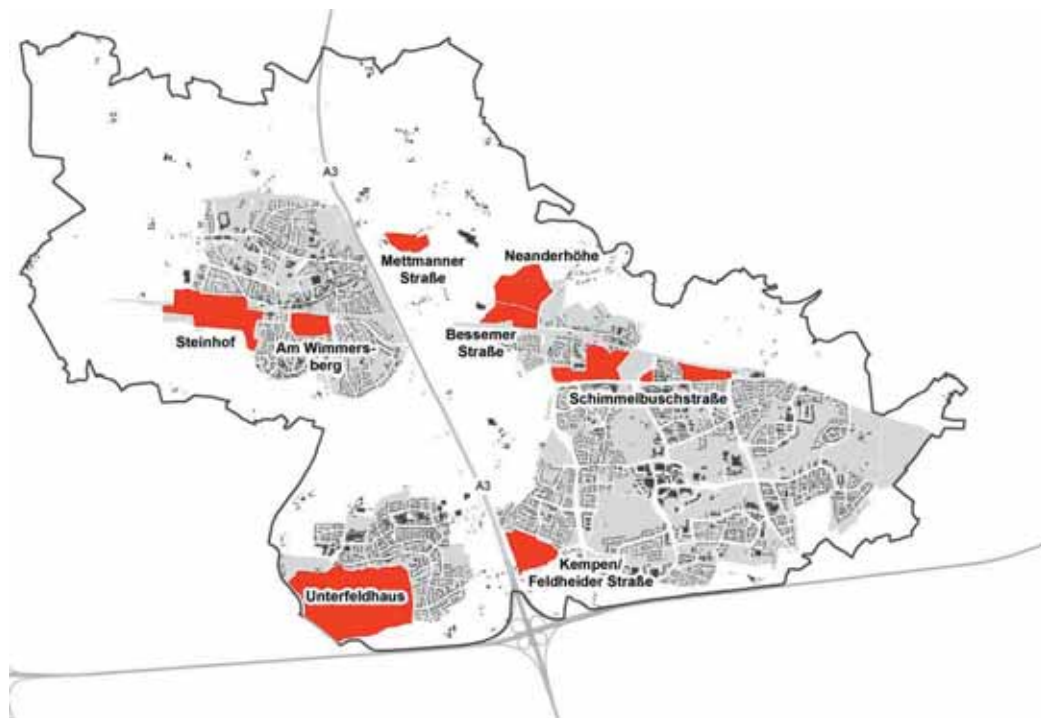 A3
Mettmanner
Straße
Neanderhöhe
Steinhof
Am Wimmers-
berg
Bessemer
Straße
Schimmelbuschstraße
A3
Kempen/
Feldheider Straße
Unterfeldhaus